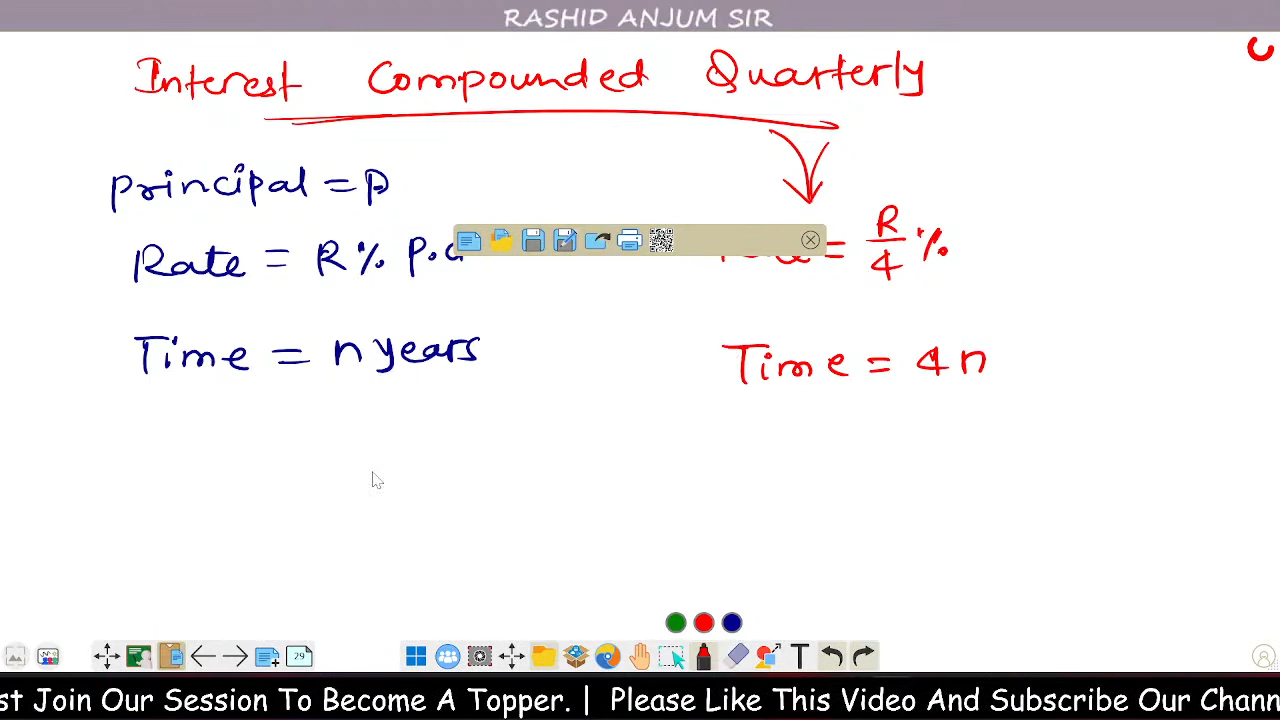 RASHID ANJUM SIR
Interest Compounded Quarterly
principal = P
Rate = R% p.a
= R/4 %
Time = n years
Time = 4n
29
st Join Our Session To Become A Topper. | Please Like This Video And Subscribe Our Chann